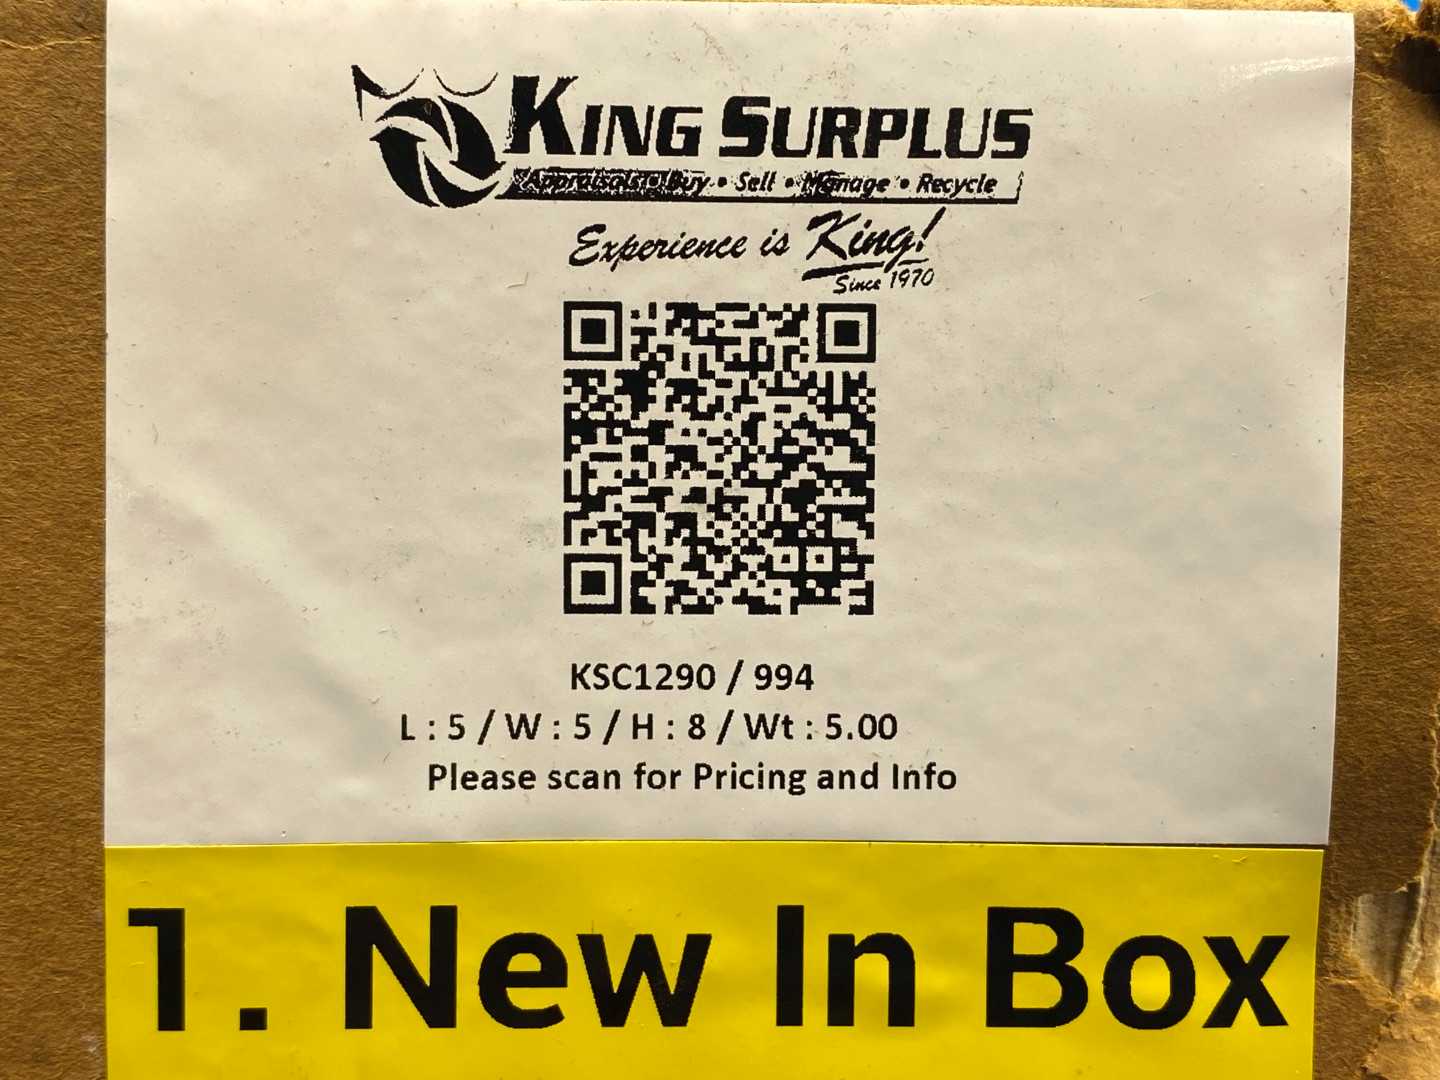 KING SURPLUS
Appraisals • Buy • Sell • Manage • Recycle
Experience is King!
Since 1970
KSC1290 / 994
L : 5 / W : 5 / H : 8 / Wt : 5.00
Please scan for Pricing and Info
1. New In Box